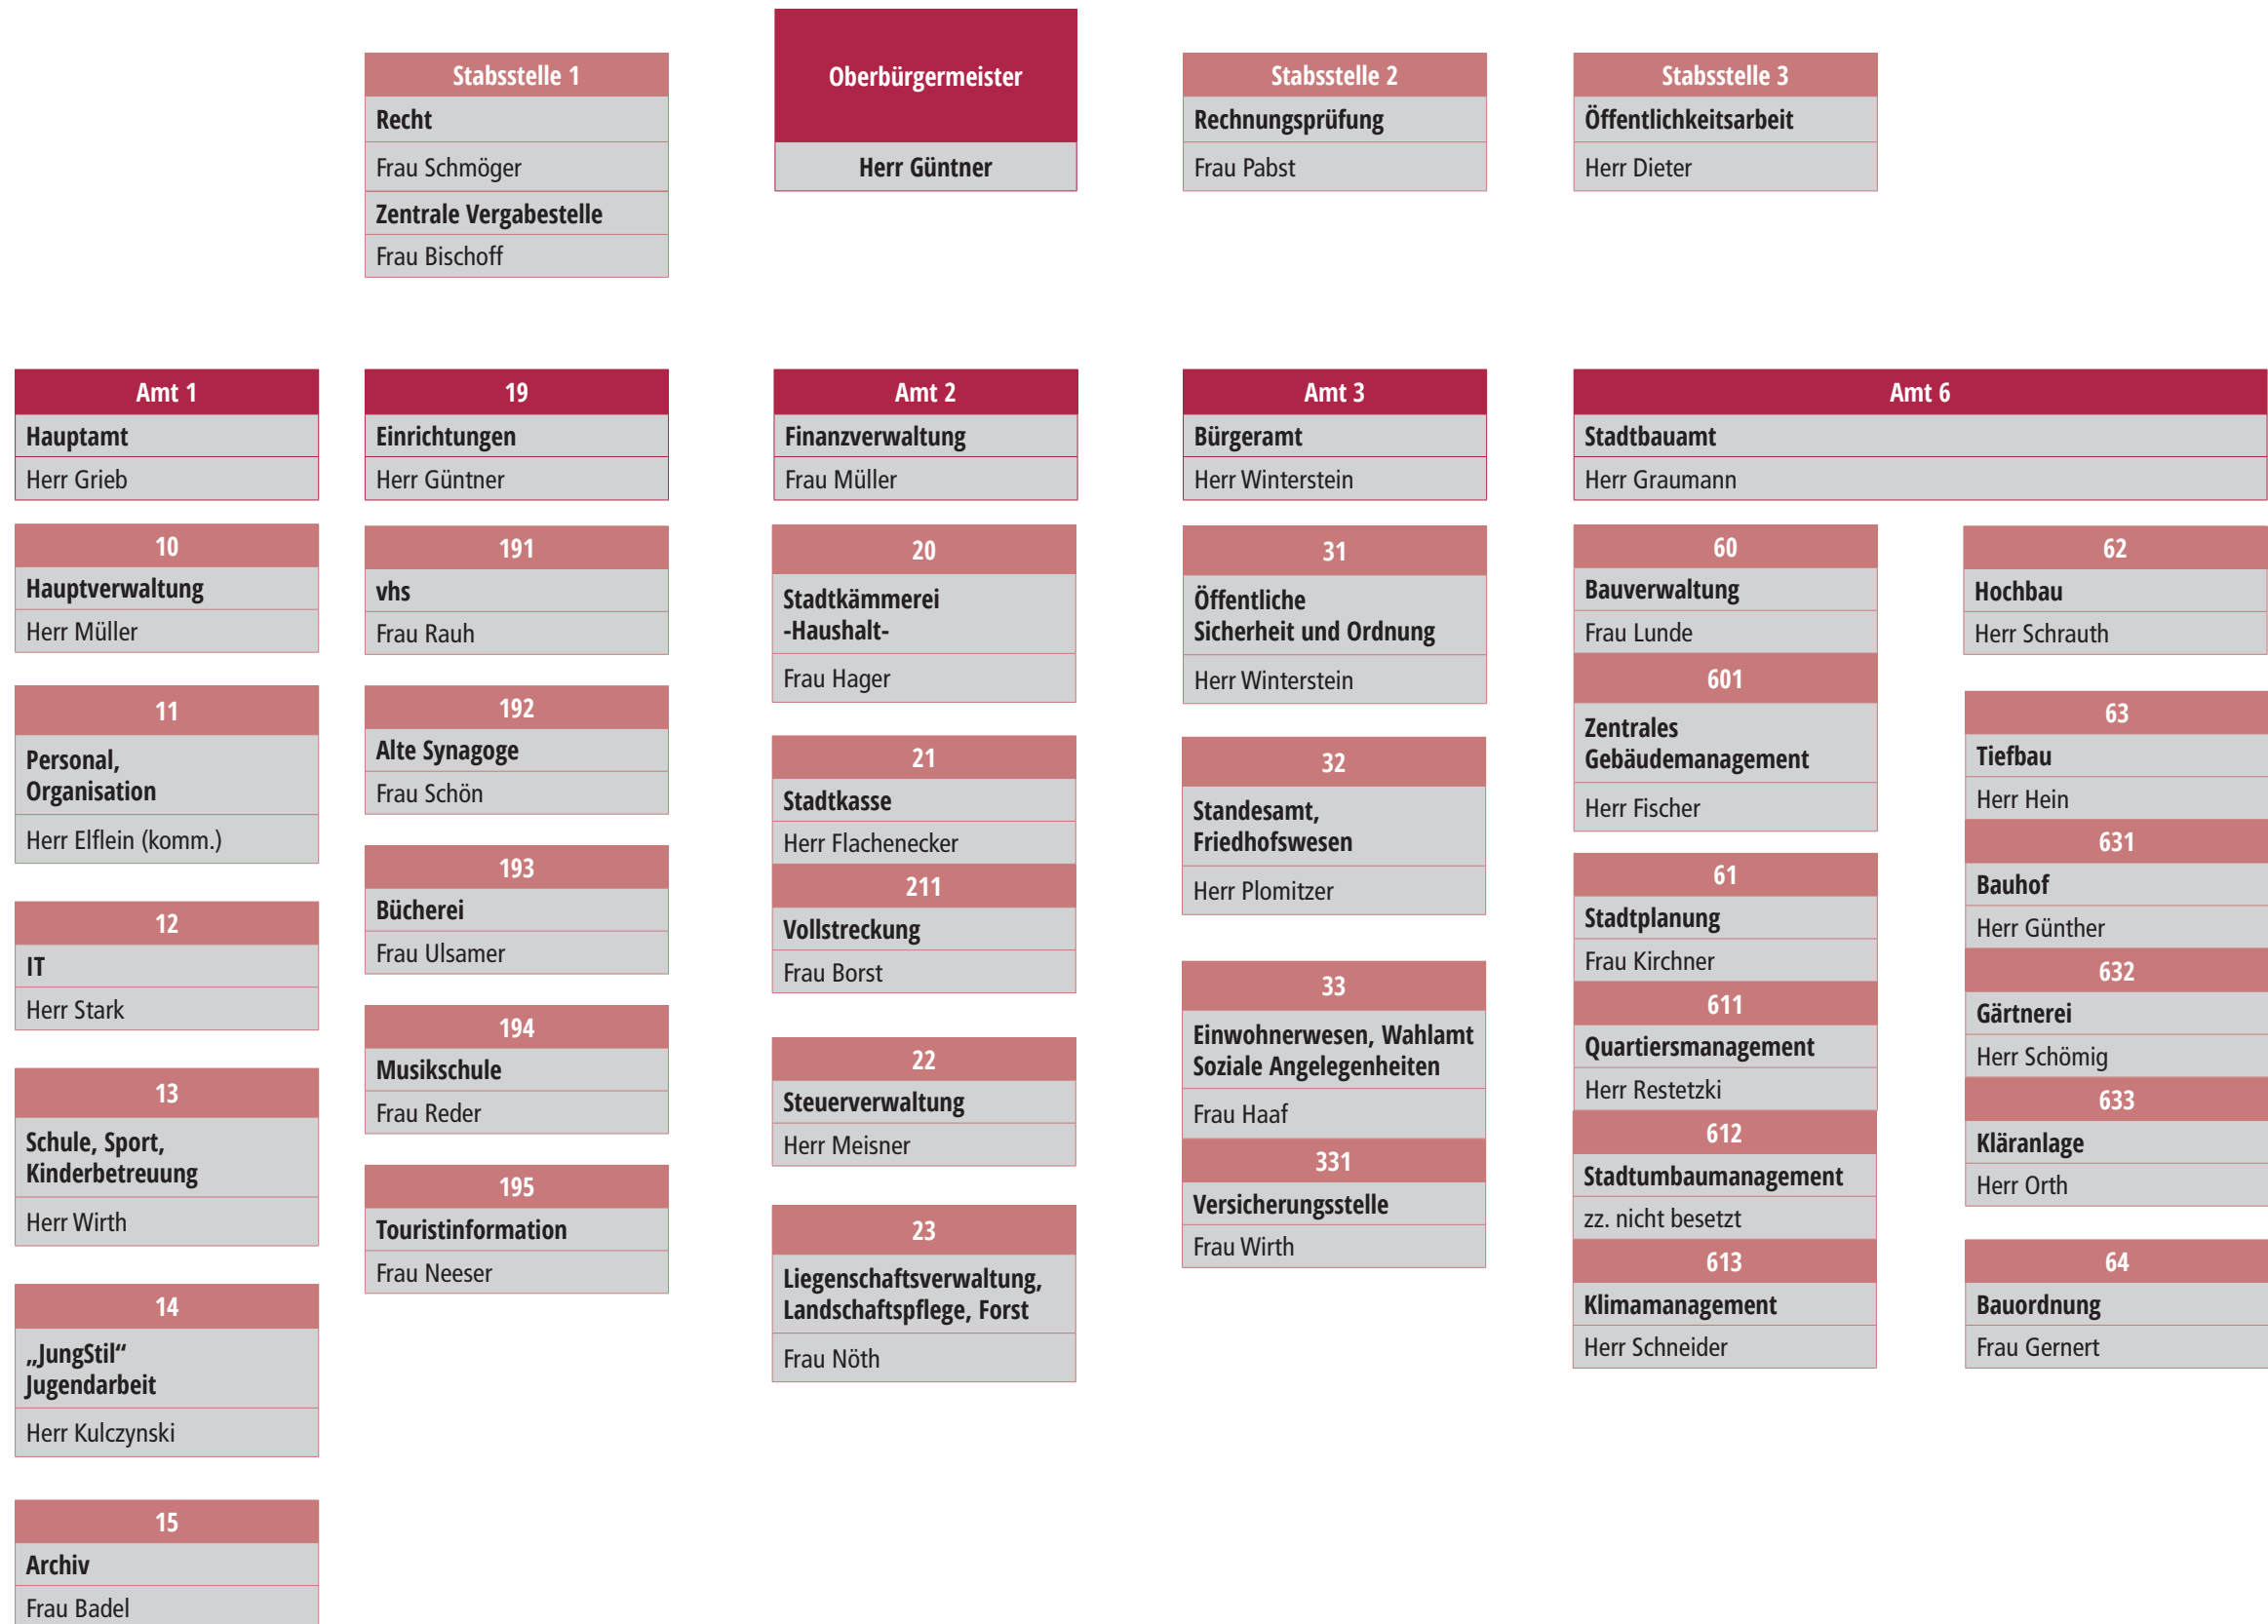 Stabsstelle 1
Recht
Frau Schmöger
Zentrale Vergabestelle
Frau Bischoff
Oberbürgermeister
Herr Güntner
Stabsstelle 2
Rechnungsprüfung
Frau Pabst
Stabsstelle 3
Öffentlichkeitsarbeit
Herr Dieter
Amt 1
Hauptamt
Herr Grieb
10
Hauptverwaltung
Herr Müller
11
Personal,
Organisation
Herr Elflein (komm.)
12
IT
Herr Stark
13
Schule, Sport,
Kinderbetreuung
Herr Wirth
14
„JungStil“
Jugendarbeit
Herr Kulczynski
15
Archiv
Frau Badel
19
Einrichtungen
Herr Güntner
191
vhs
Frau Rauh
192
Alte Synagoge
Frau Schön
193
Bücherei
Frau Ulsamer
194
Musikschule
Frau Reder
195
Touristinformation
Frau Neeser
Amt 2
Finanzverwaltung
Frau Müller
20
Stadtkämmerei
-Haushalt-
Frau Hager
21
Stadtkasse
Herr Flachenecker
211
Vollstreckung
Frau Borst
22
Steuerverwaltung
Herr Meisner
23
Liegenschaftsverwaltung,
Landschaftspflege, Forst
Frau Nöth
Amt 3
Bürgeramt
Herr Winterstein
31
Öffentliche
Sicherheit und Ordnung
Herr Winterstein
32
Standesamt,
Friedhofswesen
Herr Plomitzer
33
Einwohnerwesen, Wahlamt
Soziale Angelegenheiten
Frau Haaf
331
Versicherungsstelle
Frau Wirth
Amt 6
Stadtbauamt
Herr Graumann
60
Bauverwaltung
Frau Lunde
601
Zentrales
Gebäudemanagement
Herr Fischer
61
Stadtplanung
Frau Kirchner
611
Quartiersmanagement
Herr Restetzki
612
Stadtumbaumanagement
zz. nicht besetzt
613
Klimamanagement
Herr Schneider
62
Hochbau
Herr Schrauth
63
Tiefbau
Herr Hein
631
Bauhof
Herr Günther
632
Gärtnerei
Herr Schömig
633
Kläranlage
Herr Orth
64
Bauordnung
Frau Gernert